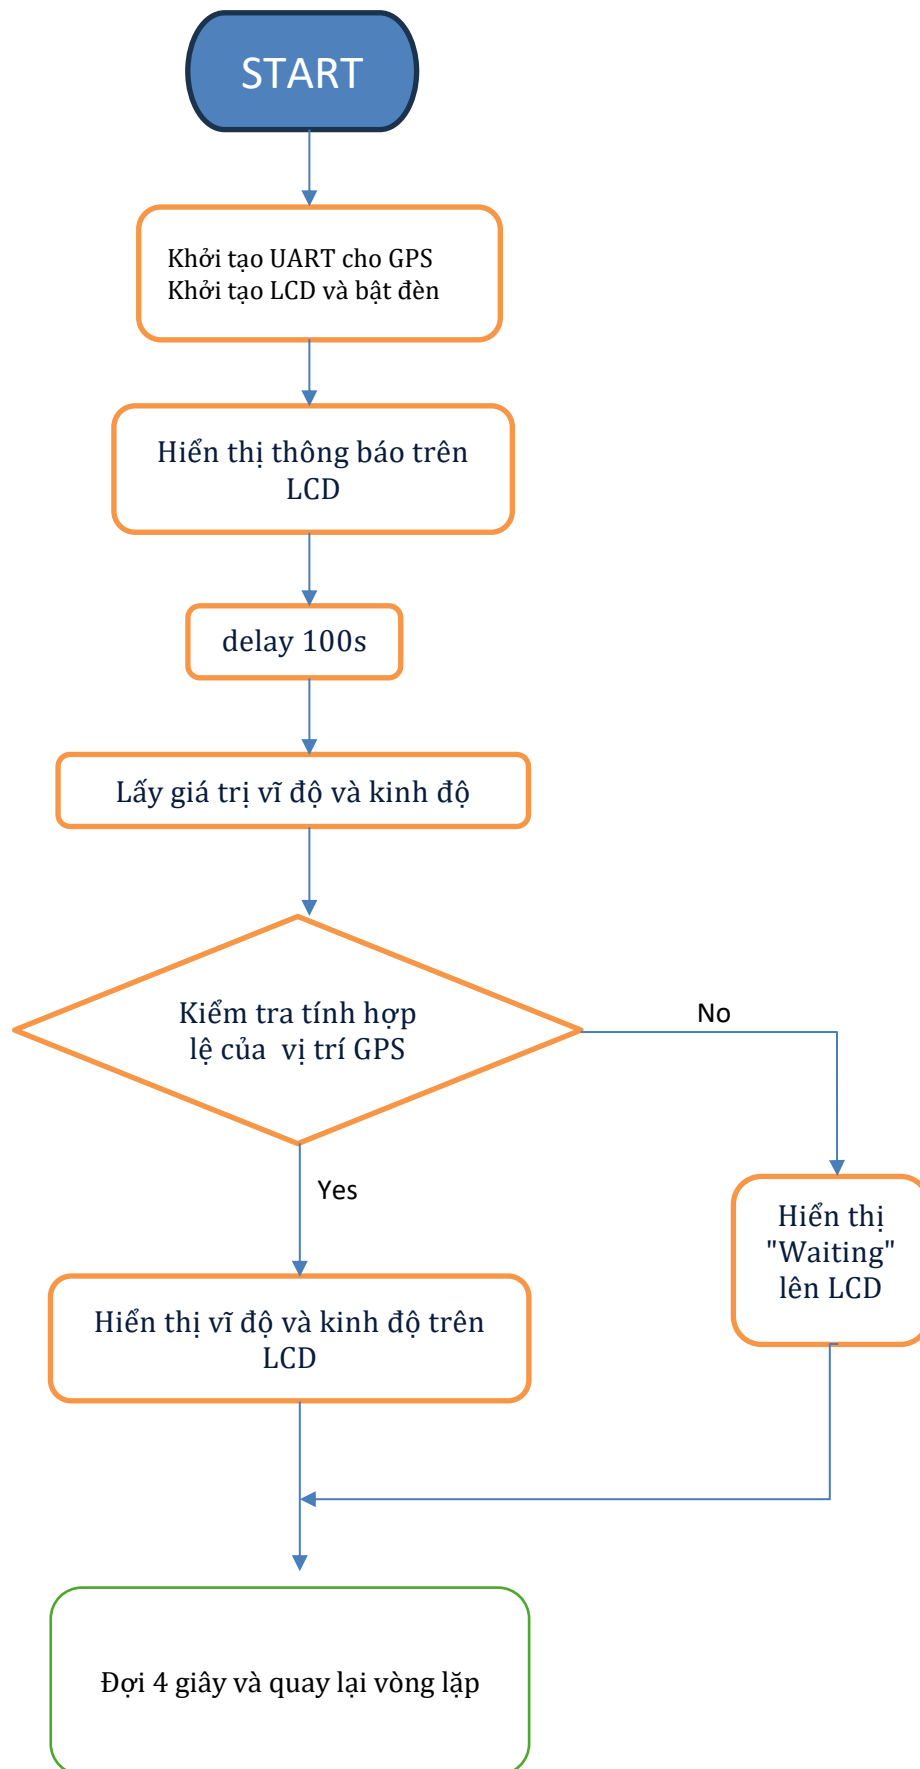 START
Khởi tạo UART cho GPS
Khởi tạo LCD và bật đèn
Hiển thị thông báo trên
LCD
delay 100s
Lấy giá trị vĩ độ và kinh độ
Kiểm tra tính hợp
lệ của  vị trí GPS
No
Yes
Hiển thị
"Waiting"
lên LCD
Hiển thị vĩ độ và kinh độ trên
LCD
Đợi 4 giây và quay lại vòng lặp